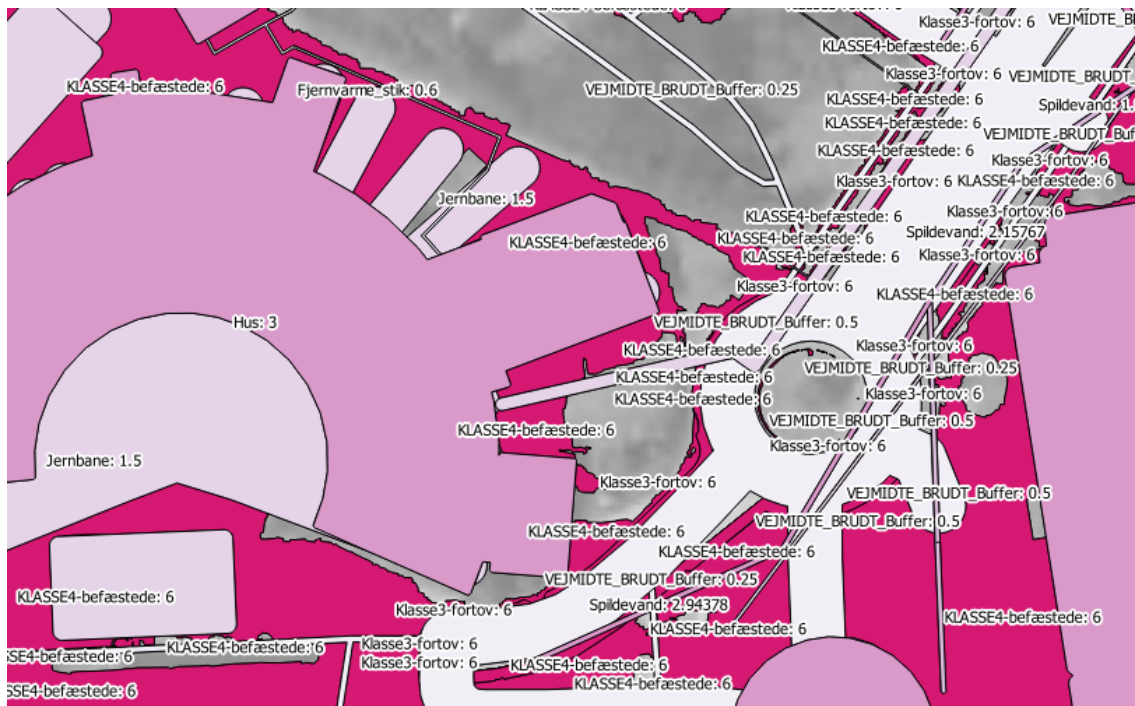 Klasse3-fortov: 6
VEJMIDTE_B
KLASSE4-befæstede: 6
Klasse3-fortov: 6
VEJMIDTE_BRUDT_
KLASSE4-befæstede: 6
Fjernvarme_stik: 0.6
VEJMIDTE_BRUDT_Buffer: 0.25
KLASSE4-befæstede: 6
Spildevand: 1.
KLASSE4-befæstede: 6
VEJMIDTE_BRUDT_Buf
KLASSE4-befæstede: 6
Klasse3-fortov: 6
Klasse3-fortov: 6
KLASSE4-befæstede: 6
Jernbane: 1.5
KLASSE4-befæstede: 6
Klasse3-fortov: 6
Spildevand: 2.15767
KLASSE4-befæstede: 6
KLASSE4-befæstede: 6
KLASSE4-befæstede: 6
Klasse3-fortov: 6
Klasse3-fortov: 6
KLASSE4-befæstede: 6
Hus: 3
VEJMIDTE_BRUDT_Buffer: 0.5
KLASSE4-befæstede: 6
Klasse3-fortov: 6
VEJMIDTE_BRUDT_Buffer: 0.25
KLASSE4-befæstede: 6
KLASSE4-befæstede: 6
Klasse3-fortov: 6
VEJMIDTE_BRUDT_Buffer: 0.5
KLASSE4-befæstede: 6
Klasse3-fortov: 6
Jernbane: 1.5
Klasse3-fortov: 6
VEJMIDTE_BRUDT_Buffer: 0.5
VEJMIDTE_BRUDT_Buffer: 0.5
KLASSE4-befæstede: 6
KLASSE4-befæstede: 6
VEJMIDTE_BRUDT_Buffer: 0.25
KLASSE4-befæstede: 6
Klasse3-fortov: 6
Spildevand: 2.94378
KLASSE4-befæstede: 6
KLASSE4-befæstede: 6
KLASSE4-befæstede: 6
Klasse3-fortov: 6
SSE4-befæstede: 6
Klasse3-fortov: 6
KLASSE4-befæstede: 6
KLASSE4-befæstede: 6
SSE4-befæstede: 6